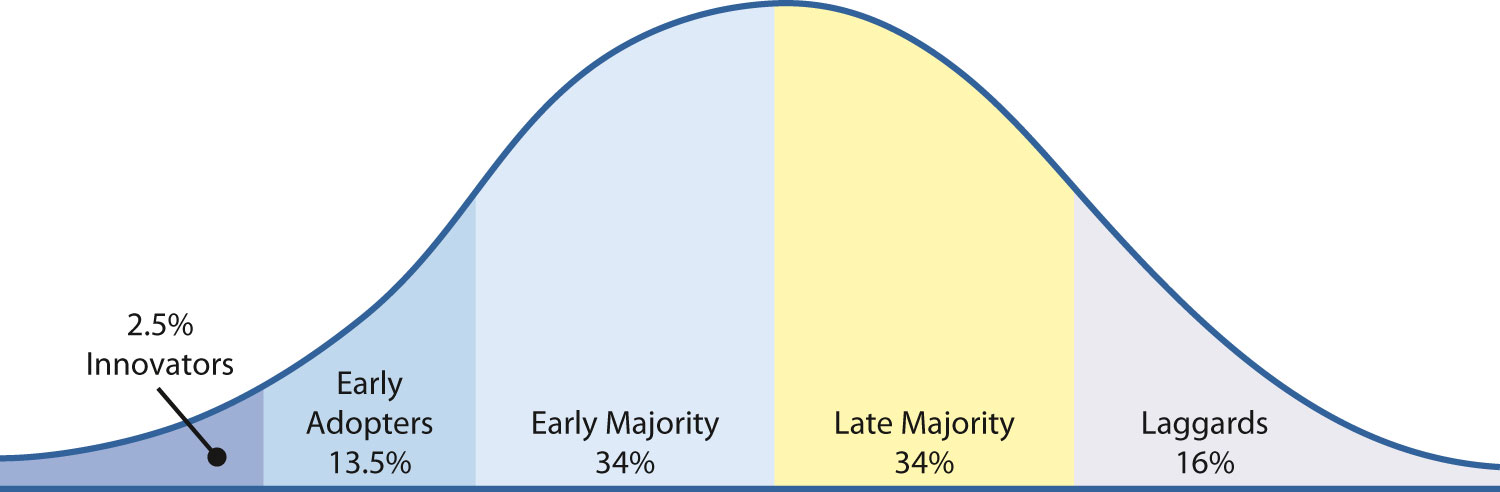 2.5%
Innovators
Early
Adopters
13.5%
Early Majority
34%
Late Majority
34%
Laggards
16%